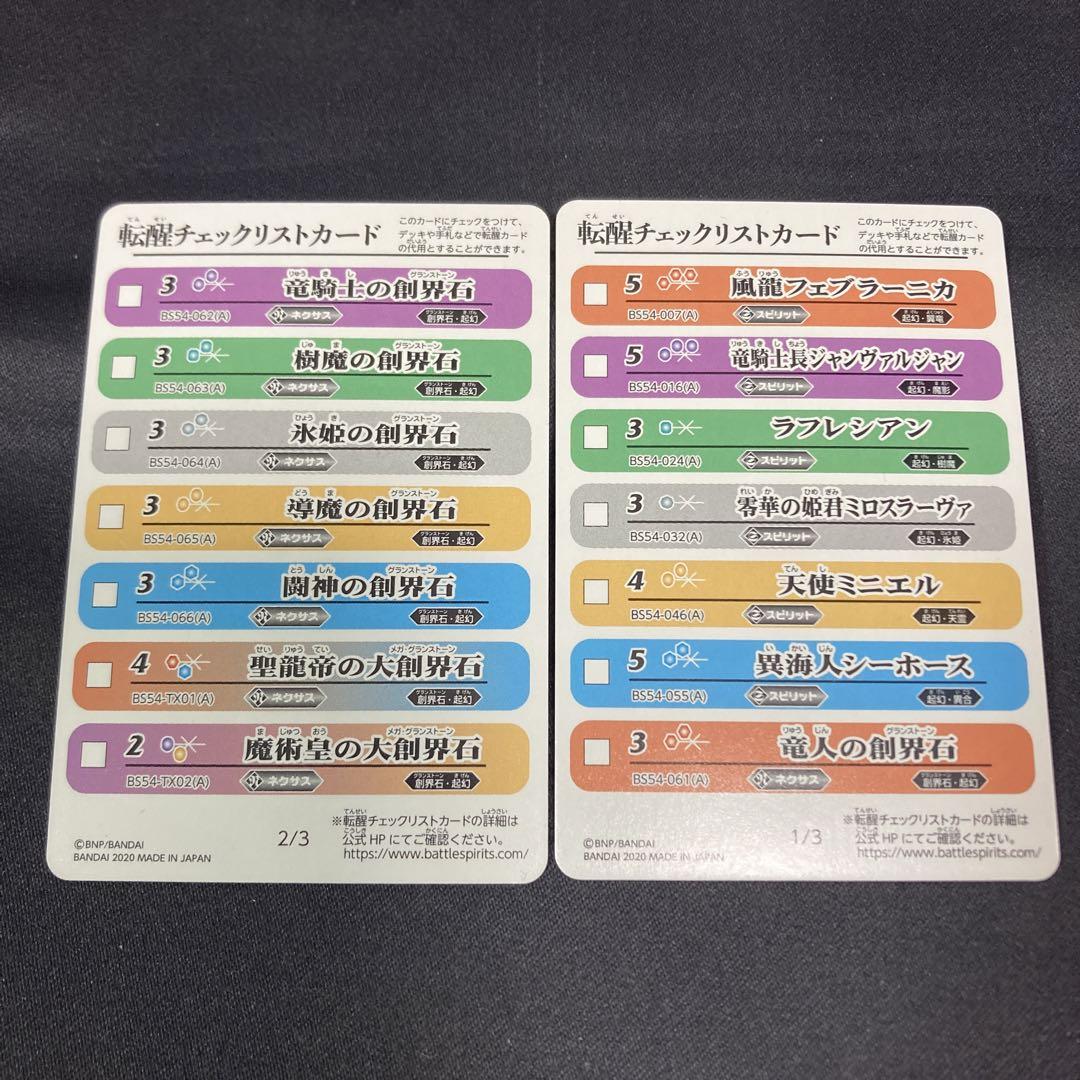 転醒チェックリストカード
このカードにチェックをつけて、
デッキや手札などで転醒カード
の代用とすることができます。
3 竜騎士の創界石
BS54-062(A) ネクサス 創界石・起幻
3 樹魔の創界石
BS54-063(A) ネクサス 創界石・起幻
3 氷姫の創界石
BS54-064(A) ネクサス 創界石・起幻
3 導魔の創界石
BS54-065(A) ネクサス 創界石・起幻
3 闘神の創界石
BS54-066(A) ネクサス 創界石・起幻
4 聖龍帝の大創界石
BS54-TX01(A) ネクサス 創界石・起幻
2 魔術皇の大創界石
BS54-TX02(A) ネクサス 創界石・起幻
※転醒チェックリストカードの詳細は
公式HPにてご確認ください。
https://www.battlespirits.com/
©BNP/BANDAI
BANDAI 2020 MADE IN JAPAN
2/3
転醒チェックリストカード
このカードにチェックをつけて、
デッキや手札などで転醒カード
の代用とすることができます。
5 風龍フェブラーニカ
BS54-007(A) スピリット 起幻・翼竜
5 竜騎士長ジャンヴァルジャン
BS54-016(A) スピリット 起幻・魔影
3 ラフレシアン
BS54-024(A) スピリット 起幻・樹魔
3 零華の姫君ミロスラーヴァ
BS54-032(A) スピリット 起幻・氷姫
4 天使ミニエル
BS54-046(A) スピリット 起幻・天霊
5 異海人シーホース
BS54-055(A) スピリット 起幻・異合
3 竜人の創界石
BS54-061(A) ネクサス 創界石・起幻
※転醒チェックリストカードの詳細は
公式HPにてご確認ください。
https://www.battlespirits.com/
©BNP/BANDAI
BANDAI 2020 MADE IN JAPAN
1/3